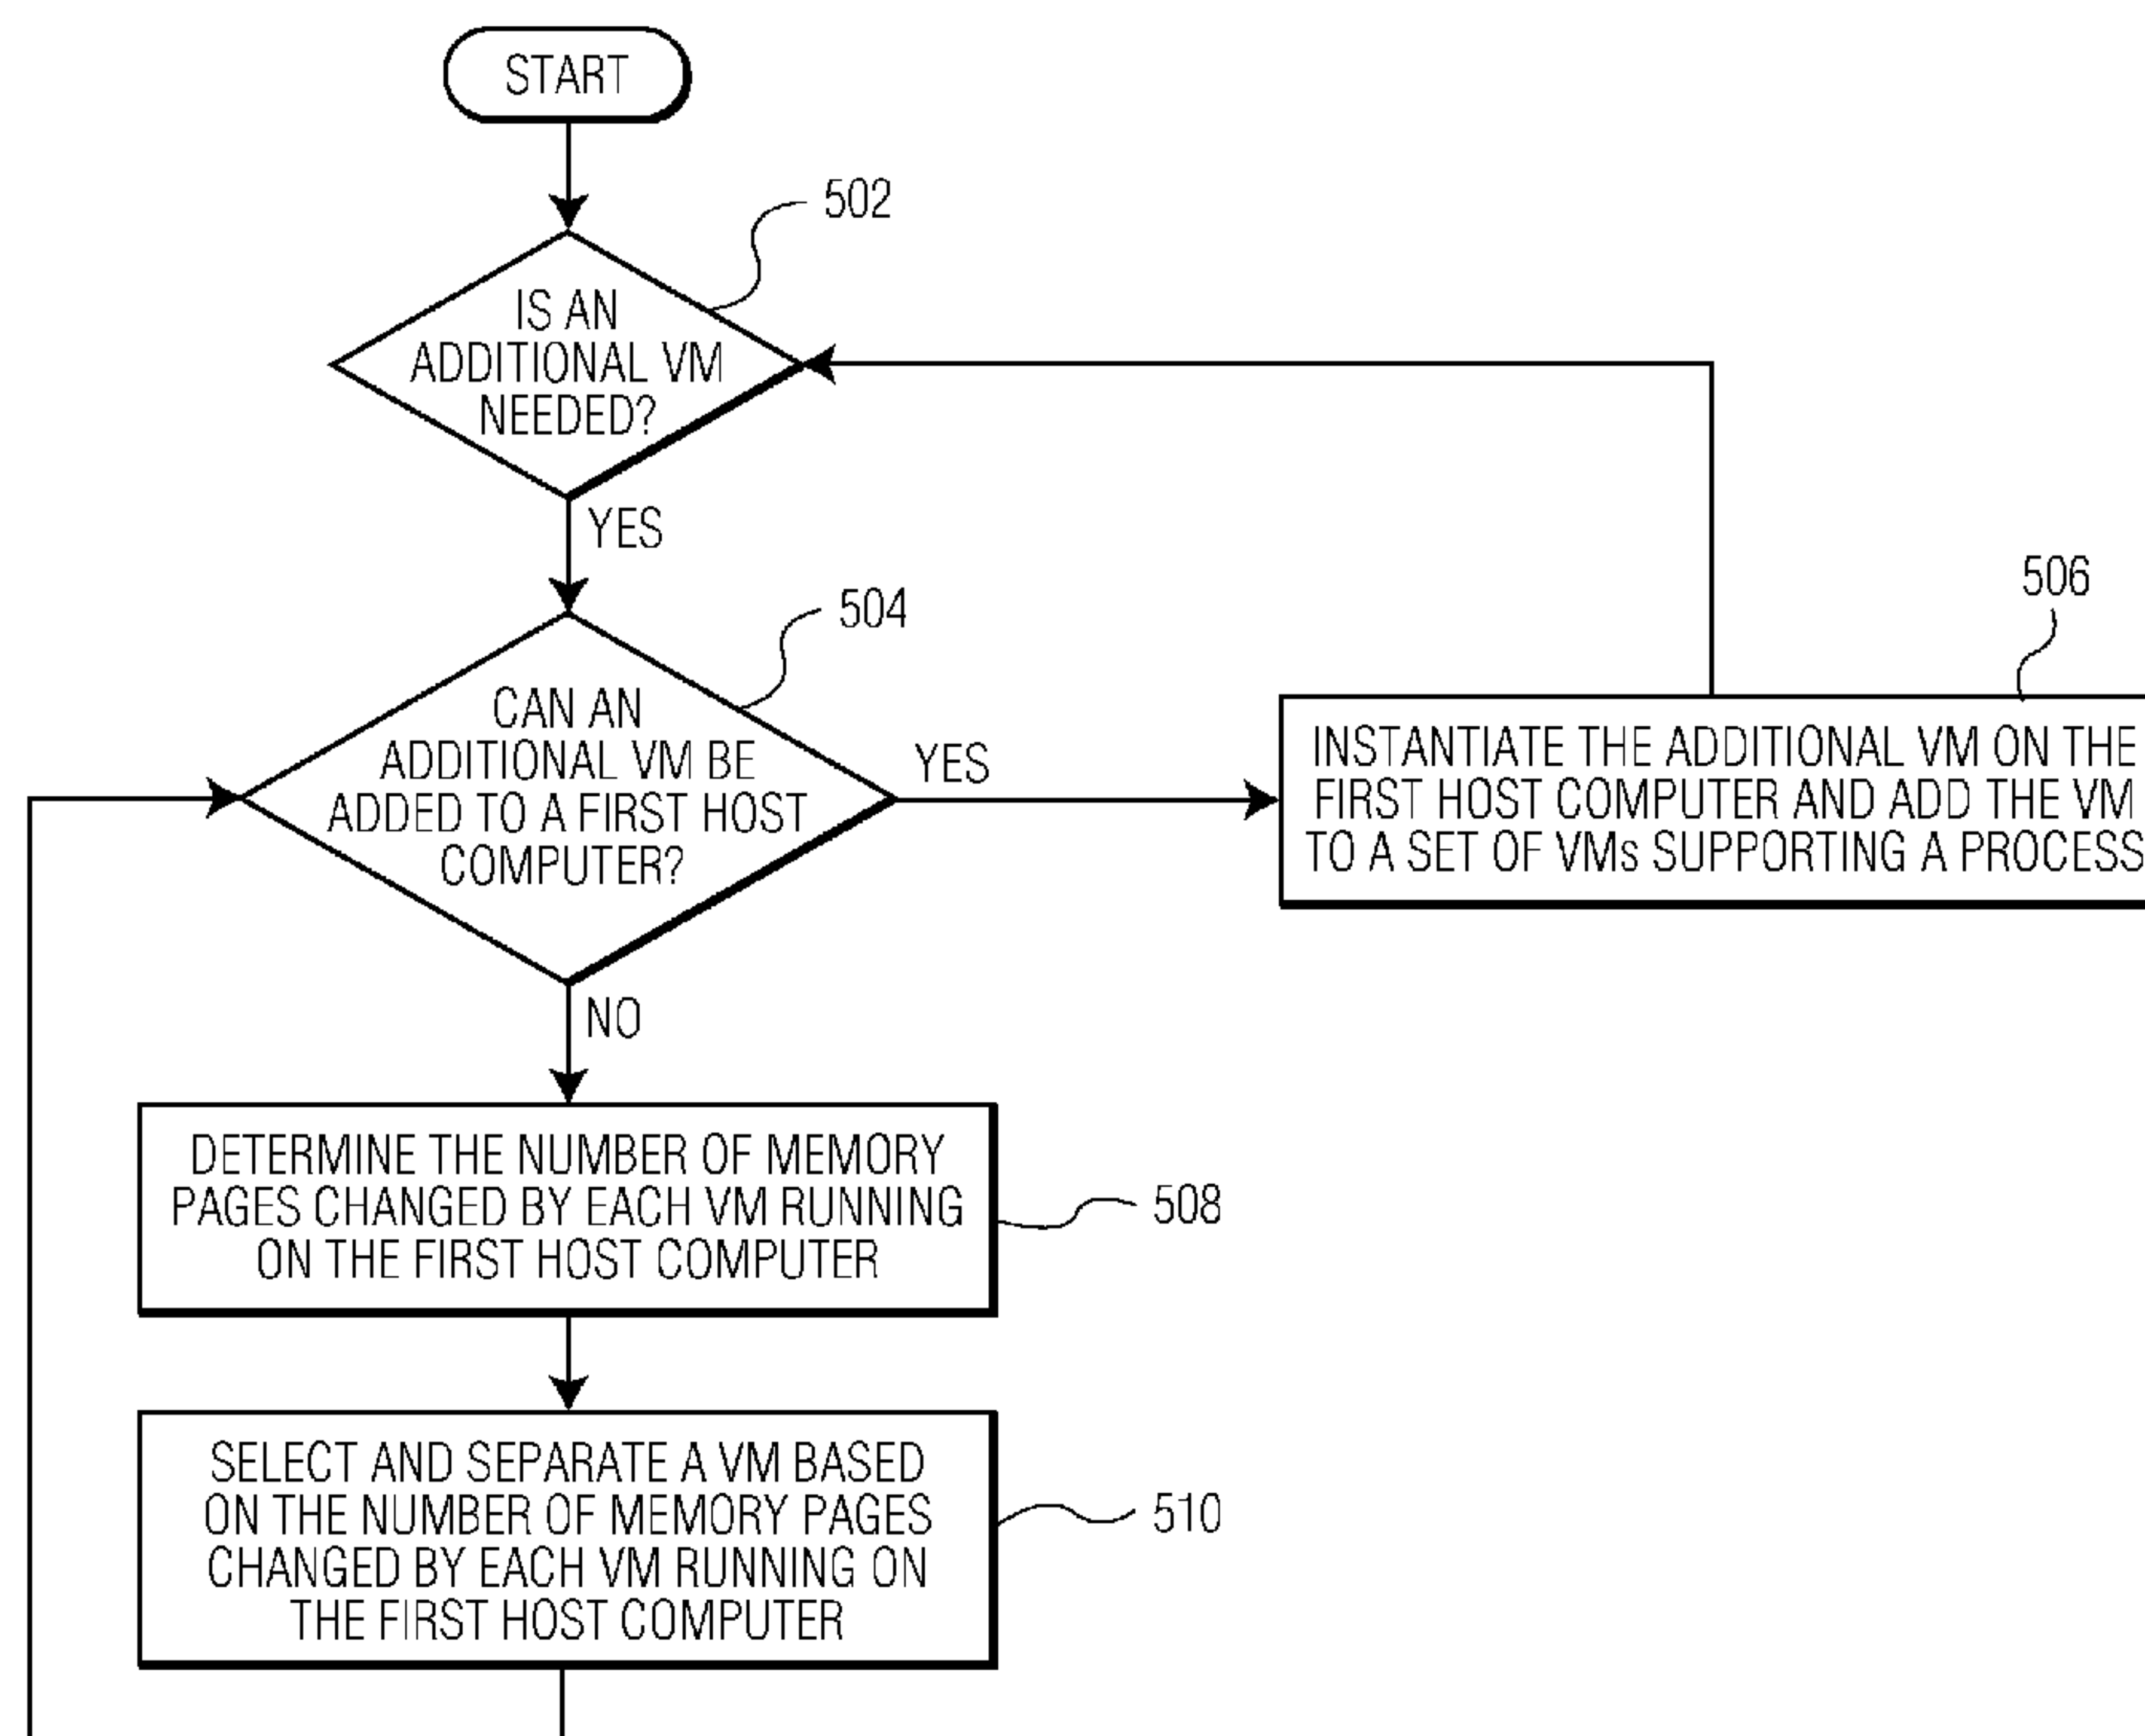 START
502
IS AN
ADDITIONAL VM
NEEDED?
YES
504
CAN AN
ADDITIONAL VM BE
ADDED TO A FIRST HOST
COMPUTER?
YES
506
INSTANTIATE THE ADDITIONAL VM ON THE
FIRST HOST COMPUTER AND ADD THE VM
TO A SET OF VMs SUPPORTING A PROCESS
NO
DETERMINE THE NUMBER OF MEMORY
PAGES CHANGED BY EACH VM RUNNING
ON THE FIRST HOST COMPUTER
508
SELECT AND SEPARATE A VM BASED
ON THE NUMBER OF MEMORY PAGES
CHANGED BY EACH VM RUNNING ON
THE FIRST HOST COMPUTER
510